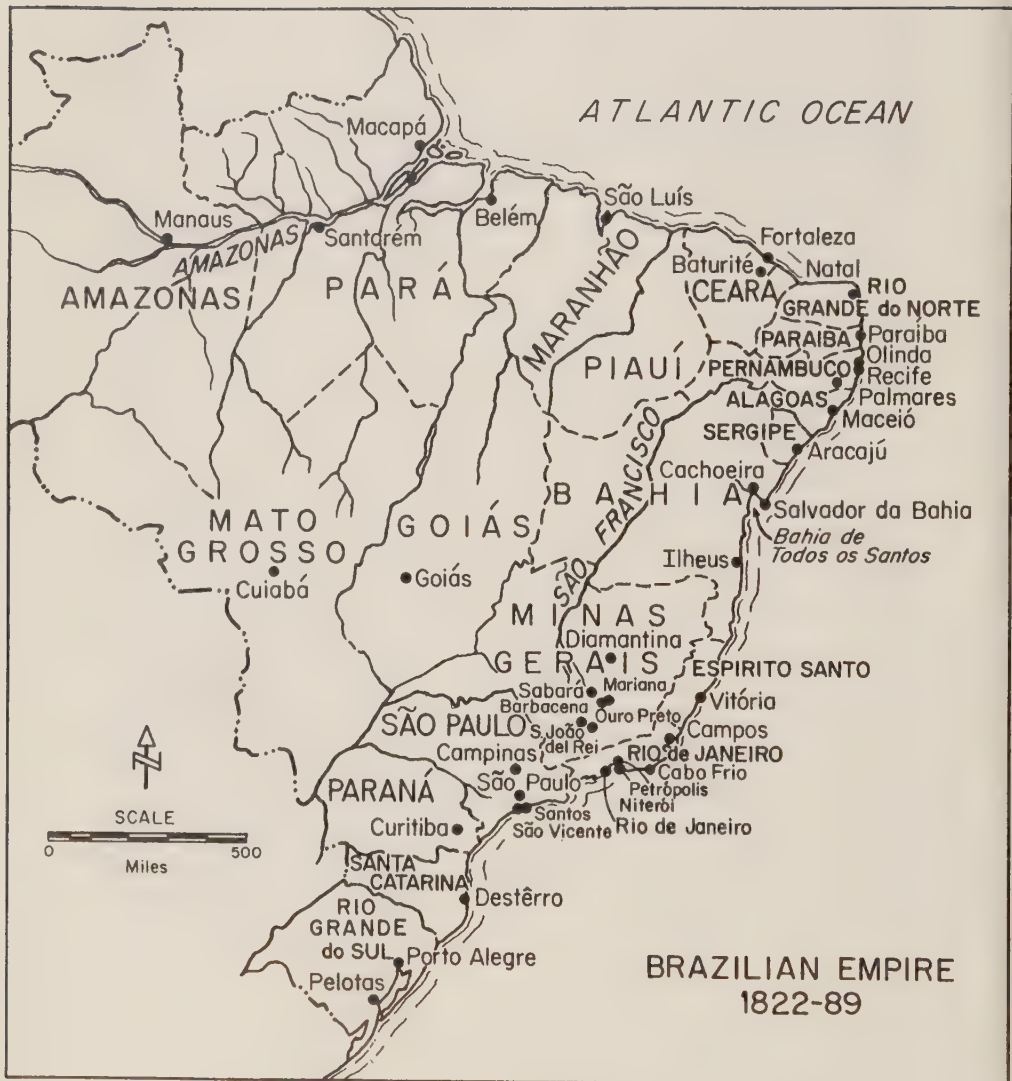 ATLANTIC OCEAN
Macapá
Manaus
AMAZONAS
Santarém
Belém
São Luís
AMAZONAS
PARÁ
MARANHÃO
Fortaleza
Baturité
Natal
CEARA
RIO
GRANDE do NORTE
PARAIBA
Paraíba
Olinda
PIAUÍ
PERNAMBUCO
Recife
ALAGOAS
Palmares
Maceió
SERGIPE
Aracajú
SÃO FRANCISCO
Cachoeira
BAHIA
Salvador da Bahia
Bahia de
Todos os Santos
MATO
GROSSO
Cuiabá
GOIÁS
Goiás
Ilheus
MINAS
GERAIS
Diamantina
ESPIRITO SANTO
Sabará
Mariana
Vitória
Barbacena
Ouro Preto
SÃO PAULO
S. João
del Rei
Campos
Campinas
RIO de JANEIRO
Cabo Frio
Petrópolis
Niterói
São Paulo
Rio de Janeiro
PARANÁ
Santos
São Vicente
Curitiba
SCALE
0 500
Miles
SANTA
CATARINA
Destêrro
RIO
GRANDE
do SUL
Porto Alegre
Pelotas
BRAZILIAN EMPIRE
1822-89